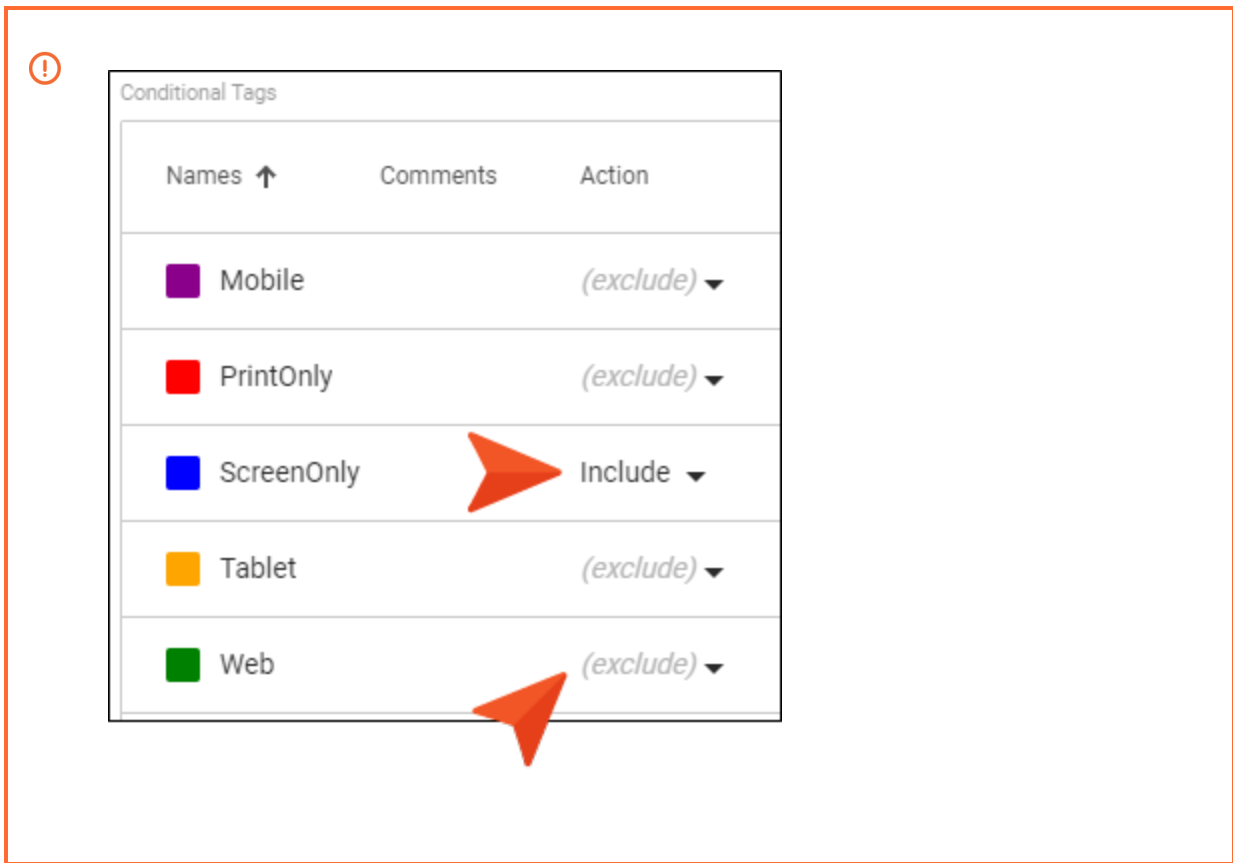 Conditional Tags
Names Comments Action
Mobile (exclude)
PrintOnly (exclude)
ScreenOnly Include
Tablet (exclude)
Web (exclude)